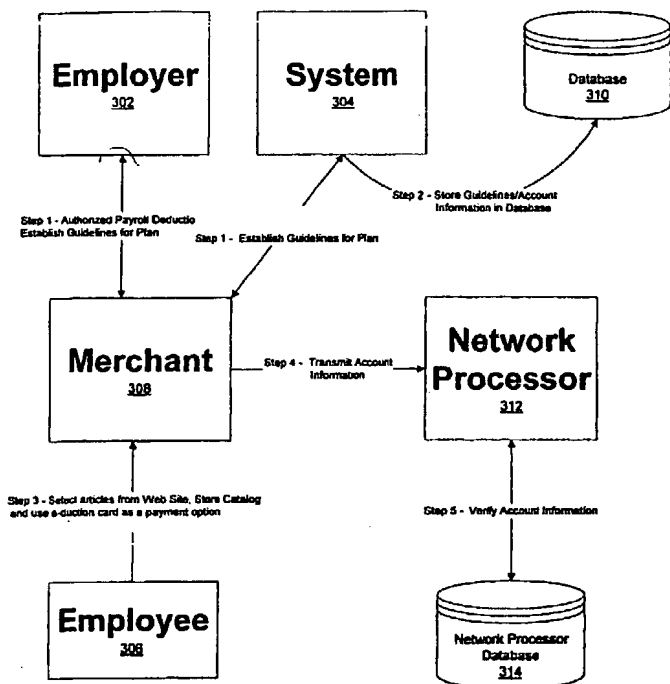 Employer
302
System
304
Database
310
Step 1 - Authorized Payroll Deductio
Establish Guidelines for Plan
Step 1 - Establish Guidelines for Plan
Step 2 - Store Guidelines/Account
Information in Database
Merchant
308
Step 4 - Transmit Account
Information
Network
Processor
312
Step 3 - Select articles from Web Site, Store Catalog
and use e-duction card as a payment option
Step 5 - Verify Account Information
Employee
306
Network Processor
Database
314